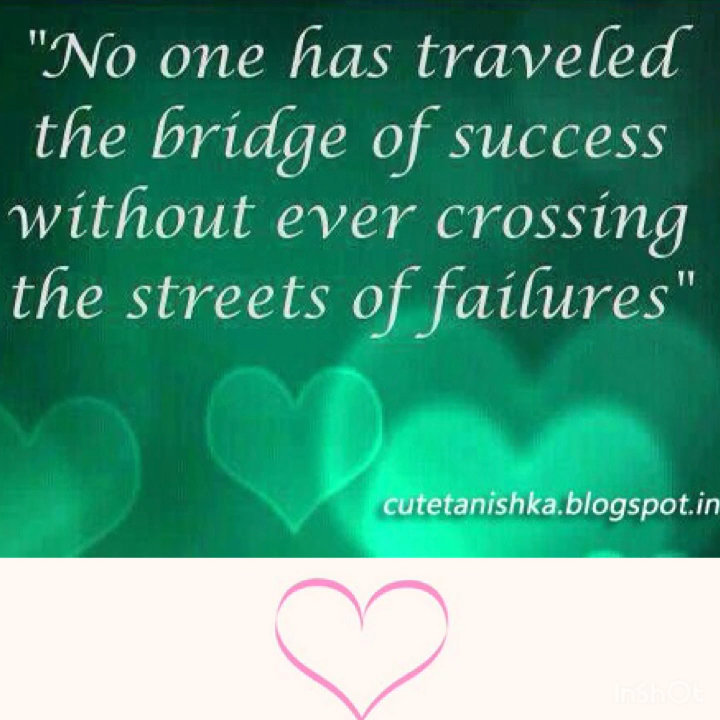 "No one has traveled
the bridge of success
without ever crossing
the streets of failures"
cutetanishka.blogspot.in
InShOt